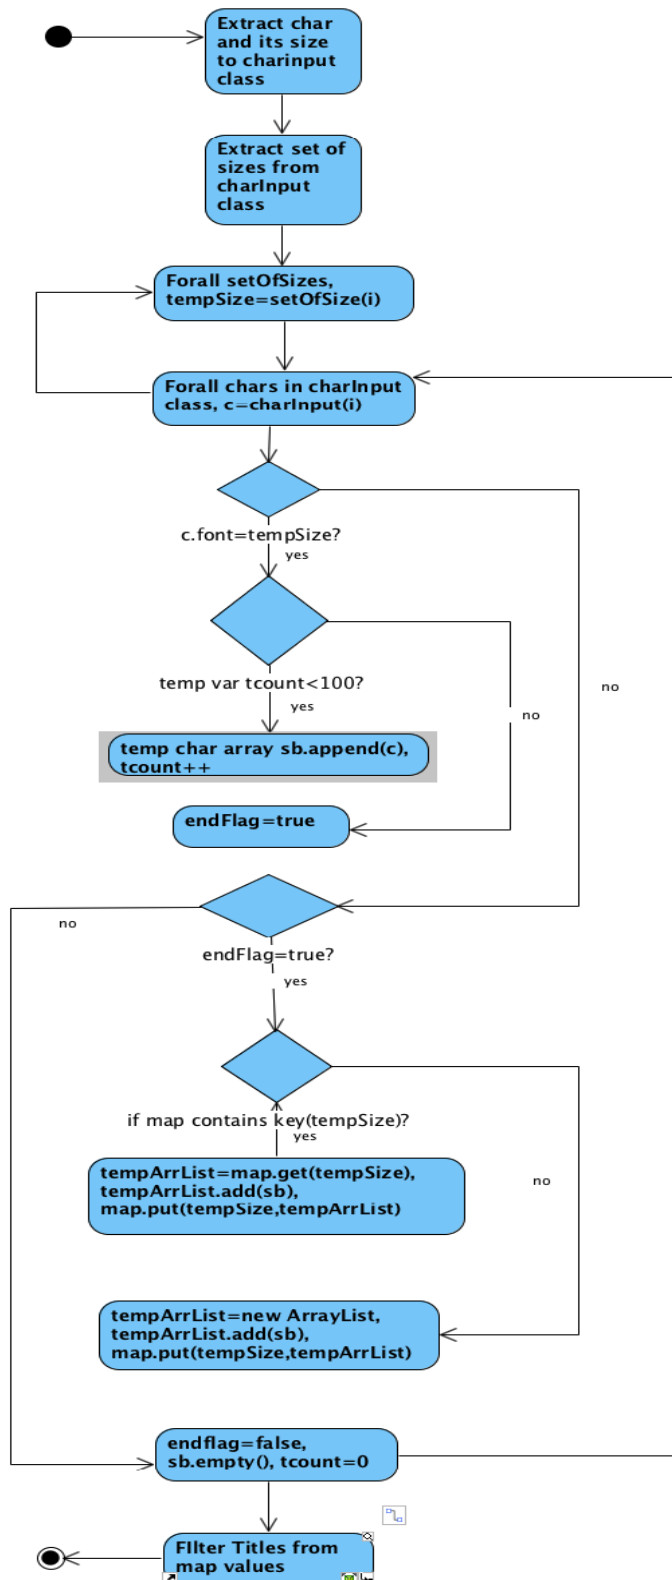 Extract char
and its size
to charinput
class
Extract set of
sizes from
charInput
class
Forall setOfSizes,
tempSize=setOfSize(i)
Forall chars in charInput
class, c=charInput(i)
c.font=tempSize?
yes
temp var tcount<100?
no
yes
no
temp char array sb.append(c),
tcount++
endFlag=true
no
endFlag=true?
yes
if map contains key(tempSize)?
yes
tempArrList=map.get(tempSize),
tempArrList.add(sb),
map.put(tempSize,tempArrList)
no
tempArrList=new ArrayList,
tempArrList.add(sb),
map.put(tempSize,tempArrList)
endflag=false,
sb.empty(), tcount=0
FIlter Titles from
map values